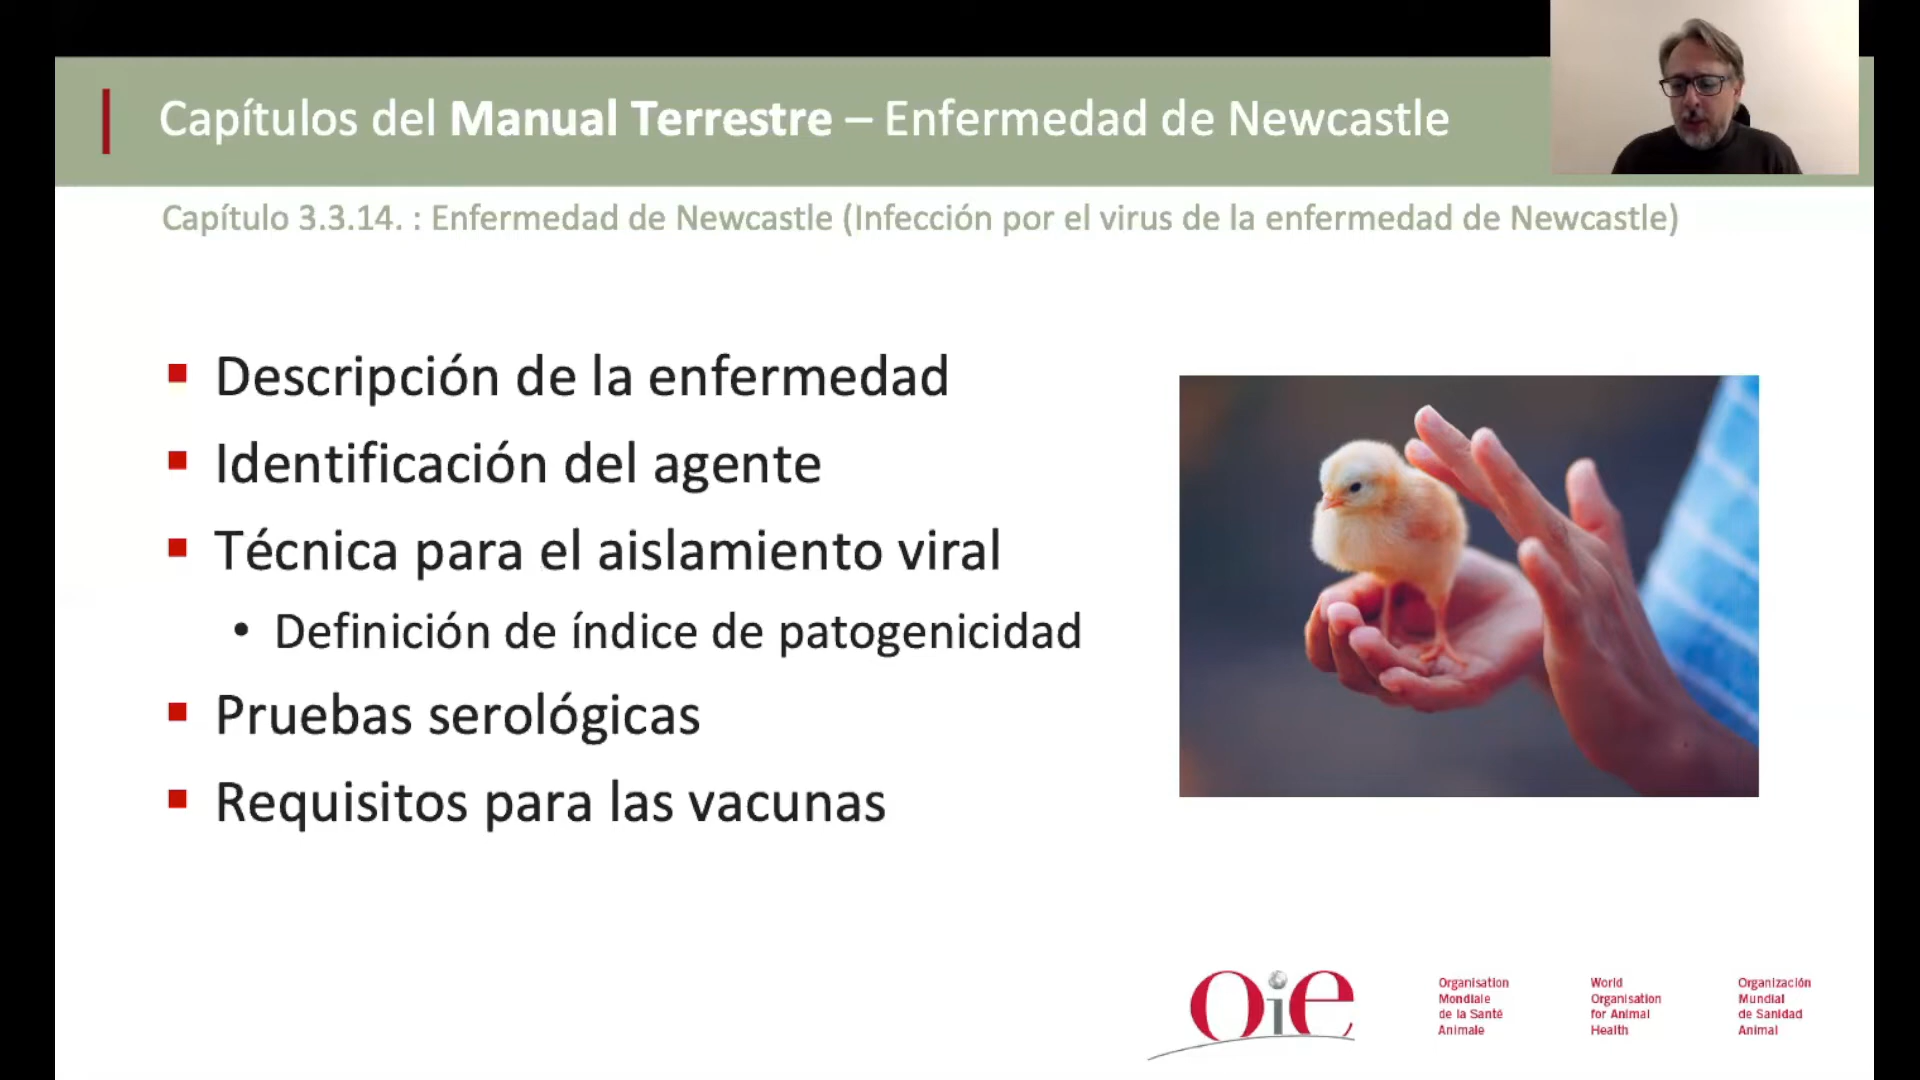 Capítulos del Manual Terrestre – Enfermedad de Newcastle
Capítulo 3.3.14. : Enfermedad de Newcastle (Infección por el virus de la enfermedad de Newcastle)
▪ Descripción de la enfermedad
▪ Identificación del agente
▪ Técnica para el aislamiento viral
• Definición de índice de patogenicidad
▪ Pruebas serológicas
▪ Requisitos para las vacunas
Oie
Organisation
Mondiale
de la Santé
Animale
World
Organisation
for Animal
Health
Organización
Mundial
de Sanidad
Animal